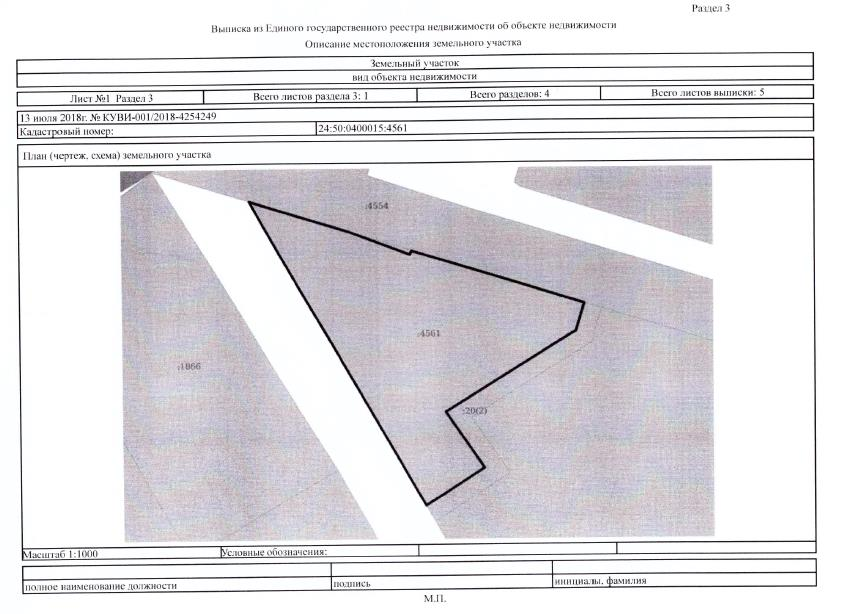 Раздел 3
Выписка из Единого государственного реестра недвижимости об объекте недвижимости
Описание местоположения земельного участка
Земельный участок
вид объекта недвижимости
Лист №1 Раздел 3 Всего листов раздела 3: 1 Всего разделов: 4 Всего листов выписки: 5
13 июля 2018г. № КУВИ-001/2018-4254249
Кадастровый номер: 24:50:0400015:4561
План (чертеж, схема) земельного участка
:4554
:4561
:1866
:20(2)
Масштаб 1:1000 Условные обозначения:
полное наименование должности подпись инициалы, фамилия
М.П.